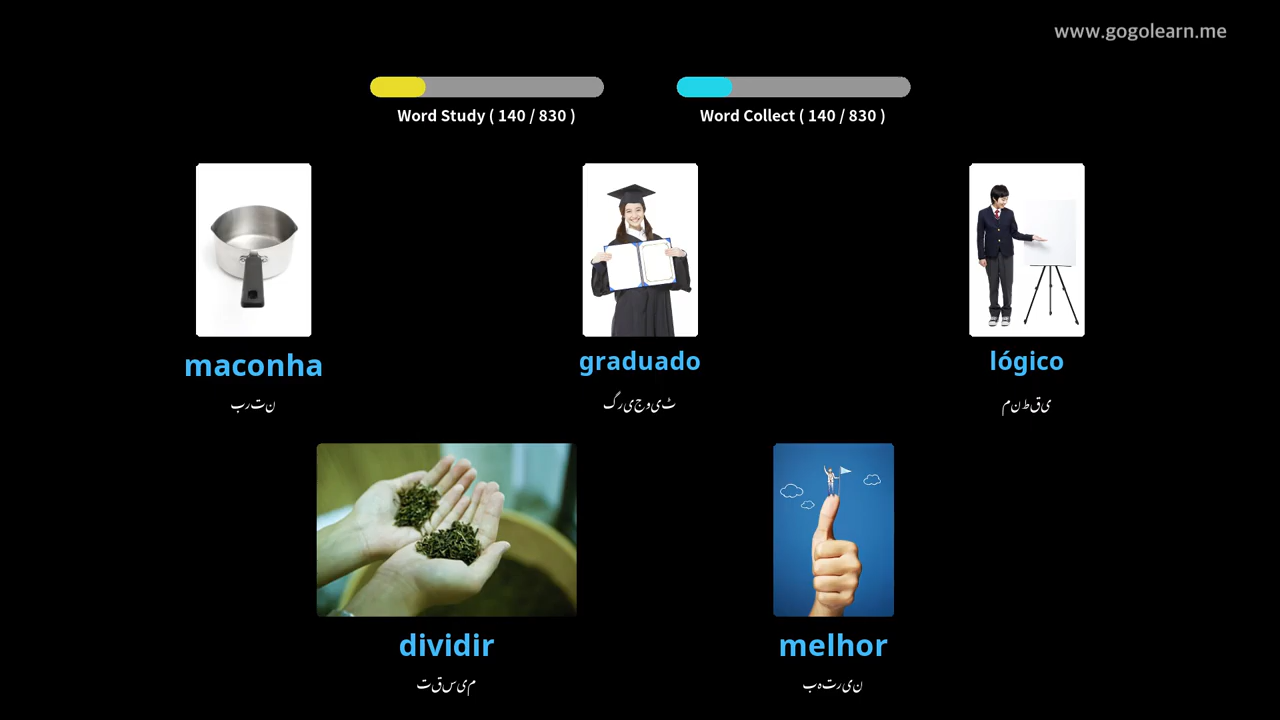 www.gogolearn.me
Word Study ( 140 / 830 )
Word Collect ( 140 / 830 )
maconha
برتن
graduado
گریجویٹ
lógico
منطقی
dividir
تقسیم
melhor
بہترین